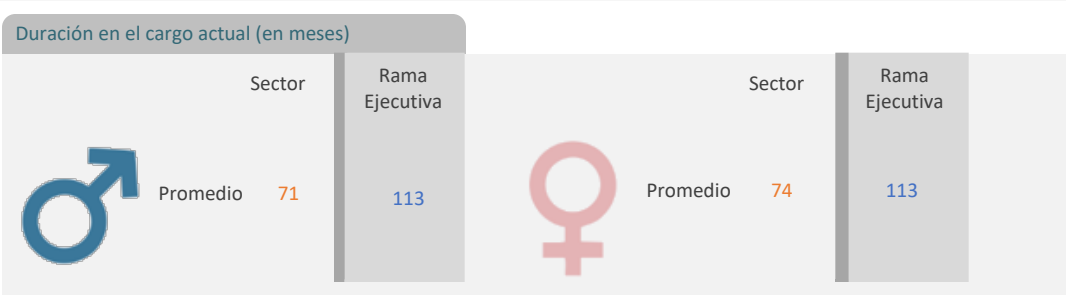 Duración en el cargo actual (en meses)
Sector
Rama
Ejecutiva
Promedio 71
113
Sector
Rama
Ejecutiva
Promedio 74
113